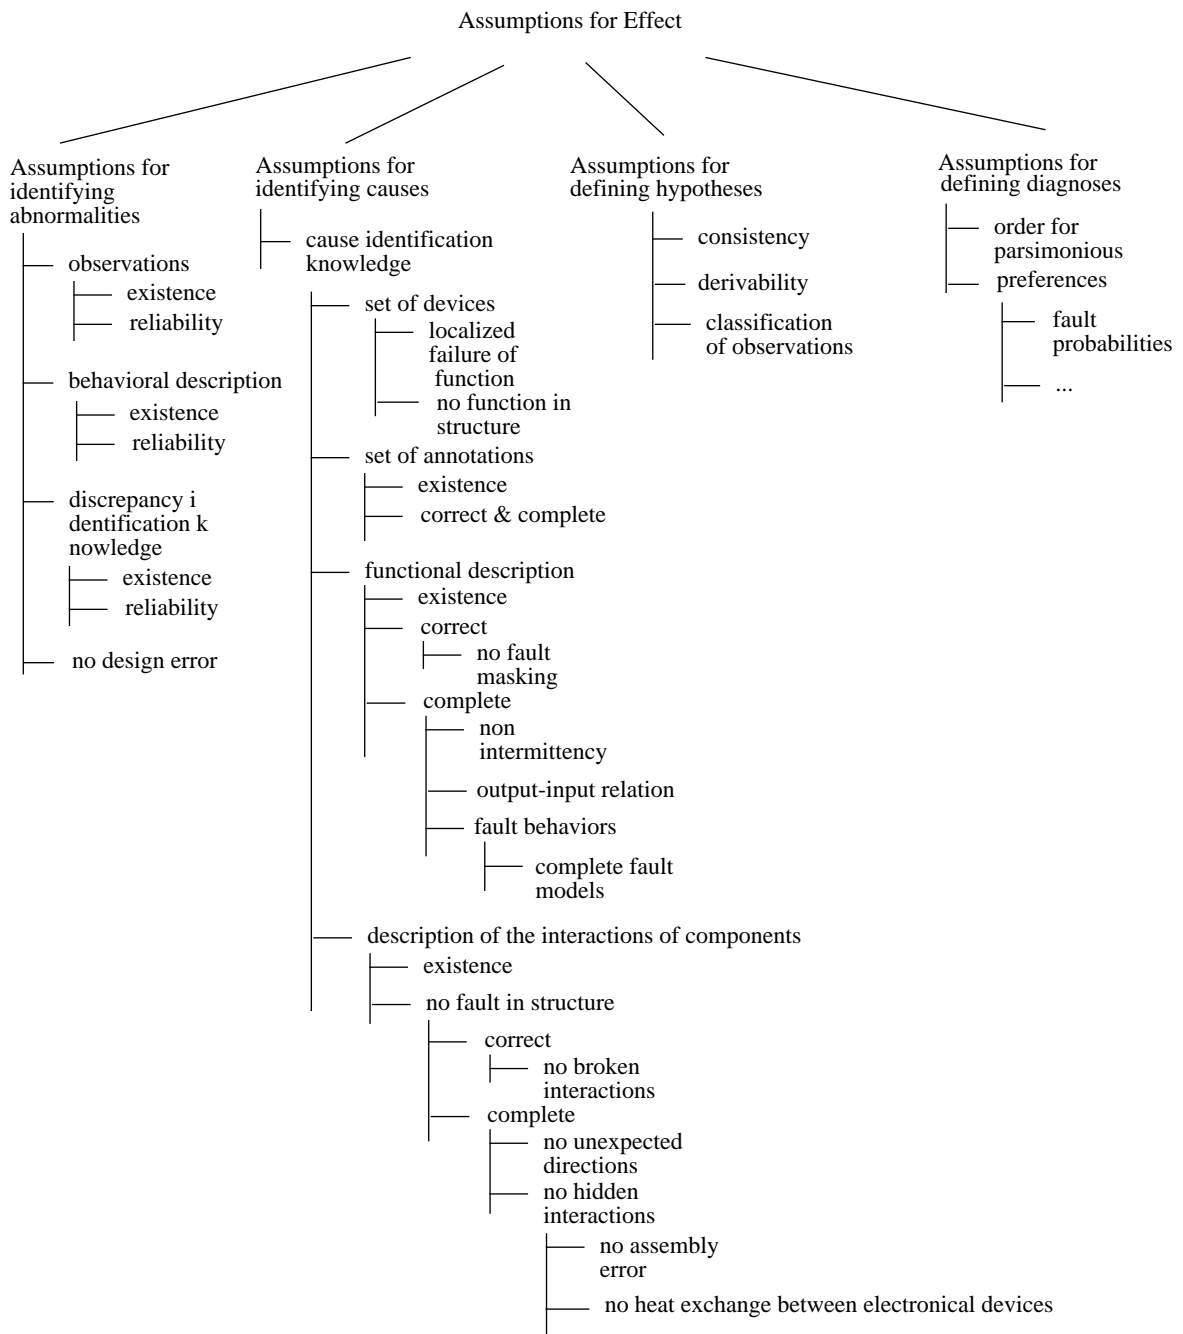 Assumptions for Effect
Assumptions for
identifying
abnormalities
observations
existence
reliability
behavioral description
existence
reliability
discrepancy i
dentification k
nowledge
existence
reliability
no design error
Assumptions for
identifying causes
cause identification
knowledge
set of devices
localized
failure of
function
no function in
structure
set of annotations
existence
correct & complete
functional description
existence
correct
no fault
masking
complete
non
intermittency
output-input relation
fault behaviors
complete fault
models
description of the interactions of components
existence
no fault in structure
correct
no broken
interactions
complete
no unexpected
directions
no hidden
interactions
no assembly
error
no heat exchange between electronical devices
Assumptions for
defining hypotheses
consistency
derivability
classification
of observations
Assumptions for
defining diagnoses
order for
parsimonious
preferences
fault
probabilities
...